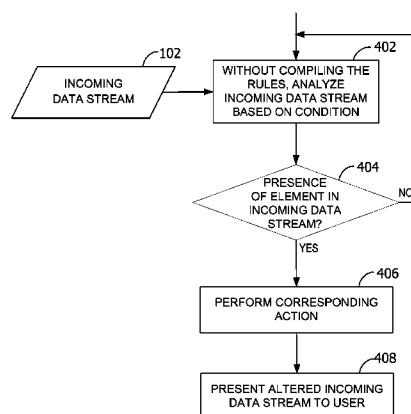 102
INCOMING
DATA STREAM
402
WITHOUT COMPILING THE
RULES, ANALYZE
INCOMING DATA STREAM
BASED ON CONDITION
404
PRESENCE
OF ELEMENT IN
INCOMING DATA
STREAM?
NO
YES
406
PERFORM CORRESPONDING
ACTION
408
PRESENT ALTERED INCOMING
DATA STREAM TO USER